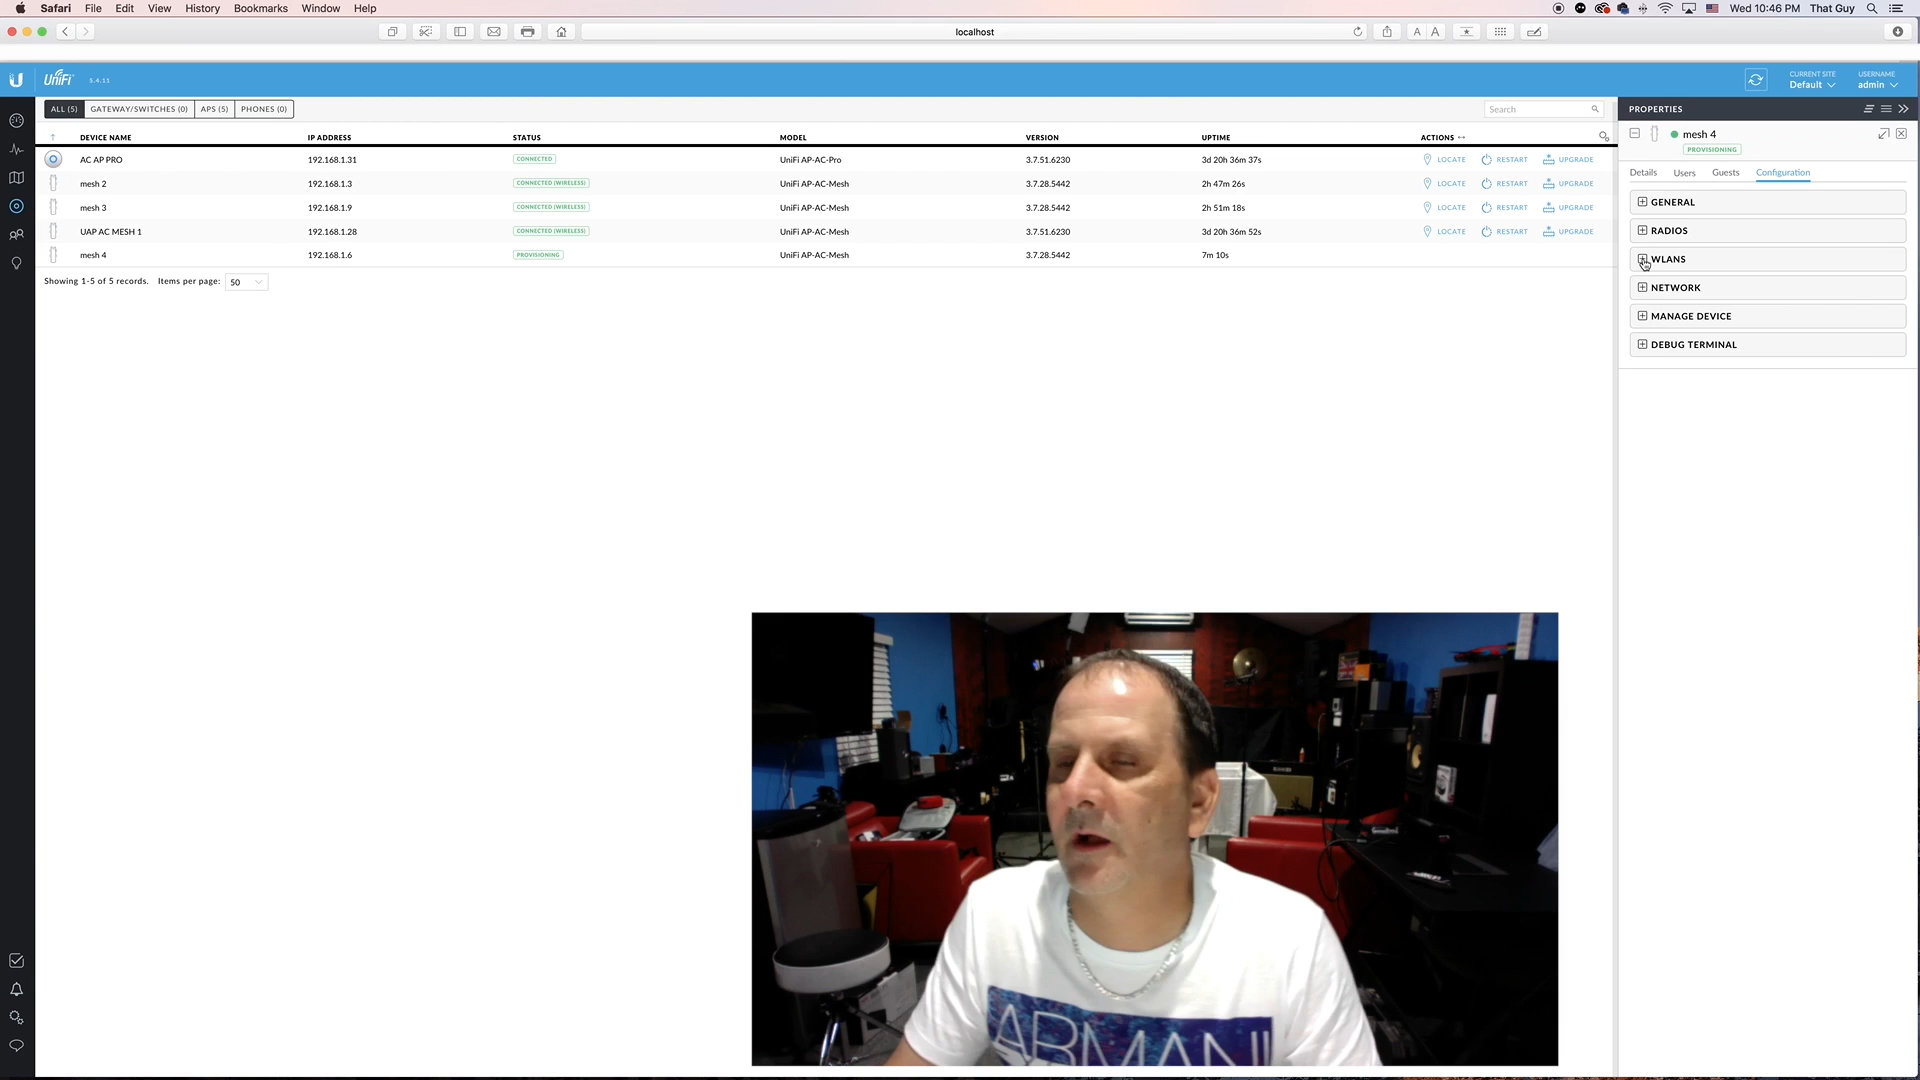 Safari File Edit View History Bookmarks Window Help Wed 10:46 PM That Guy
localhost A A
U UniFi 5.4.11 CURRENT SITE USERNAME
Default admin
ALL (5) GATEWAY/SWITCHES (0) APS (5) PHONES (0) Search PROPERTIES
DEVICE NAME IP ADDRESS STATUS MODEL VERSION UPTIME ACTIONS
AC AP PRO 192.168.1.31 CONNECTED UniFi AP-AC-Pro 3.7.51.6230 3d 20h 36m 37s LOCATE RESTART UPGRADE
mesh 2 192.168.1.3 CONNECTED (WIRELESS) UniFi AP-AC-Mesh 3.7.28.5442 2h 47m 26s LOCATE RESTART UPGRADE
mesh 3 192.168.1.9 CONNECTED (WIRELESS) UniFi AP-AC-Mesh 3.7.28.5442 2h 51m 18s LOCATE RESTART UPGRADE
UAP AC MESH 1 192.168.1.28 CONNECTED (WIRELESS) UniFi AP-AC-Mesh 3.7.51.6230 3d 20h 36m 52s LOCATE RESTART UPGRADE
mesh 4 192.168.1.6 PROVISIONING UniFi AP-AC-Mesh 3.7.28.5442 7m 10s
Showing 1-5 of 5 records. Items per page: 50
mesh 4
PROVISIONING
Details Users Guests Configuration
GENERAL
RADIOS
WLANS
NETWORK
MANAGE DEVICE
DEBUG TERMINAL
ARMANI